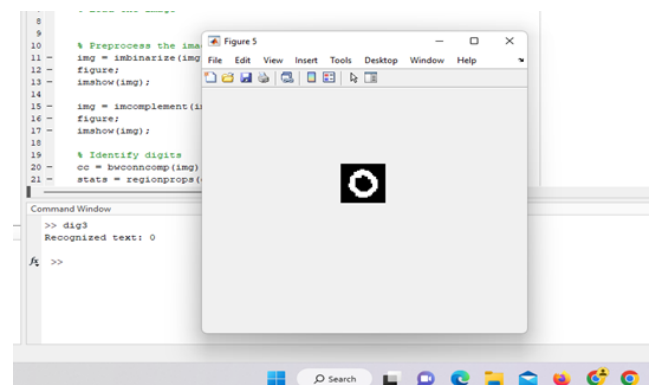 8
9
10 % Preprocess the ima
11 - img = imbinarize(img
12 - figure;
13 - imshow(img);
14
15 - img = imcomplement(i
16 - figure;
17 - imshow(img);
18
19 % Identify digits
20 - cc = bwconncomp(img)
21 - stats = regionprops(
Figure 5
File Edit View Insert Tools Desktop Window Help
0
Command Window
>> dig3
Recognized text: 0
fx >>
Search